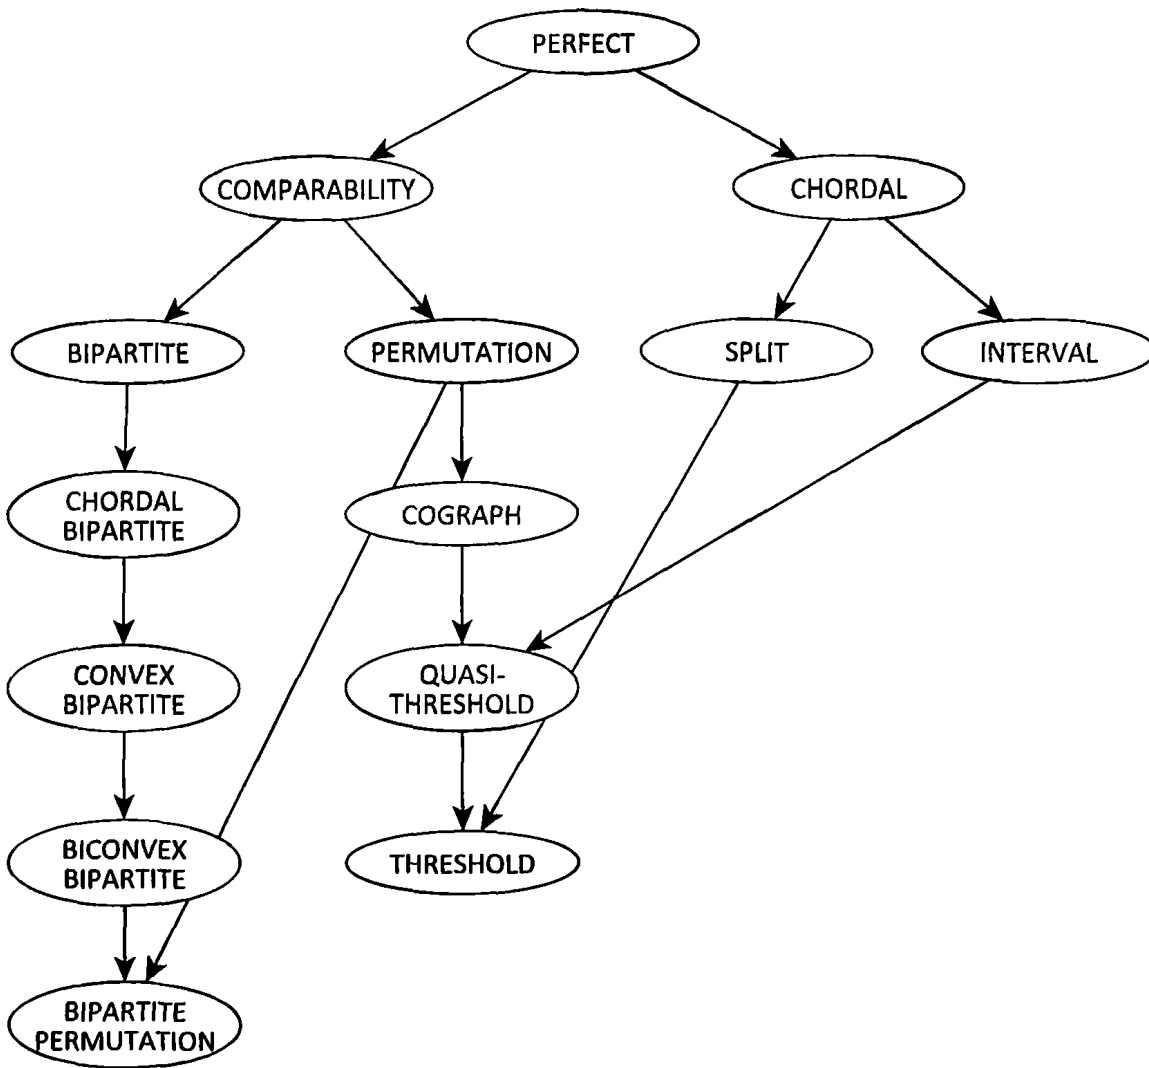 PERFECT
COMPARABILITY
CHORDAL
BIPARTITE
PERMUTATION
SPLIT
INTERVAL
CHORDAL
BIPARTITE
COGRAPH
CONVEX
BIPARTITE
QUASI-
THRESHOLD
BICONVEX
BIPARTITE
THRESHOLD
BIPARTITE
PERMUTATION